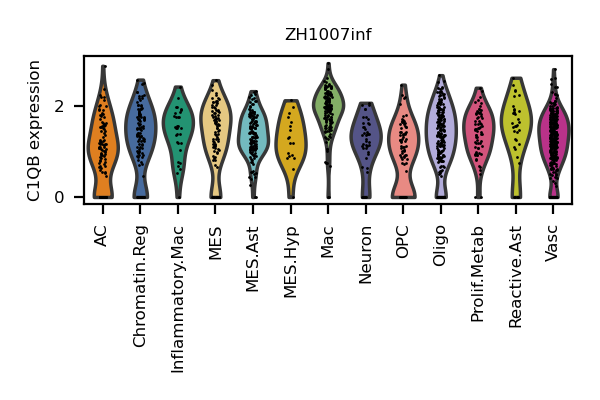 ZH1007inf
C1QB expression
2
0
AC
Chromatin.Reg
Inflammatory.Mac
MES
MES.Ast
MES.Hyp
Mac
Neuron
OPC
Oligo
Prolif.Metab
Reactive.Ast
Vasc